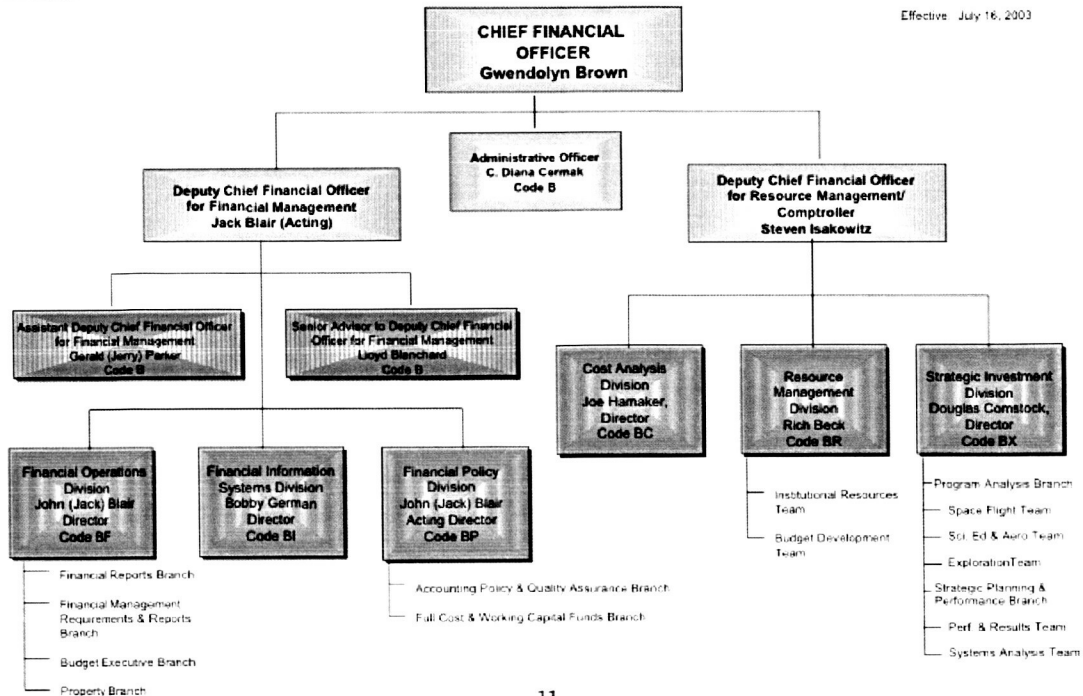 Effective July 16, 2003
CHIEF FINANCIAL
OFFICER
Gwendolyn Brown
Administrative Officer
C. Diana Cermak
Code B
Deputy Chief Financial Officer
for Financial Management
Jack Blair (Acting)
Deputy Chief Financial Officer
for Resource Management/
Comptroller
Steven Isakowitz
Assistant Deputy Chief Financial Officer
for Financial Management
Gerald (Jerry) Parker
Code B
Senior Advisor to Deputy Chief Financial
Officer for Financial Management
Lloyd Blanchard
Code B
Cost Analysis
Division
Joe Hamaker,
Director
Code BC
Resource
Management
Division
Rich Beck
Code BR
Strategic Investment
Division
Douglas Comstock,
Director
Code BX
Financial Operations
Division
John (Jack) Blair
Director
Code BF
Financial Information
Systems Division
Bobby German
Director
Code BI
Financial Policy
Division
John (Jack) Blair
Acting Director
Code BP
Institutional Resources
Team
Budget Development
Team
Program Analysis Branch
Space Flight Team
Sci. Ed & Aero Team
ExplorationTeam
Strategic Planning &
Performance Branch
Perf. & Results Team
Systems Analysis Team
Financial Reports Branch
Financial Management
Requirements & Reports
Branch
Budget Executive Branch
Property Branch
Accounting Policy & Quality Assurance Branch
Full Cost & Working Capital Funds Branch
11